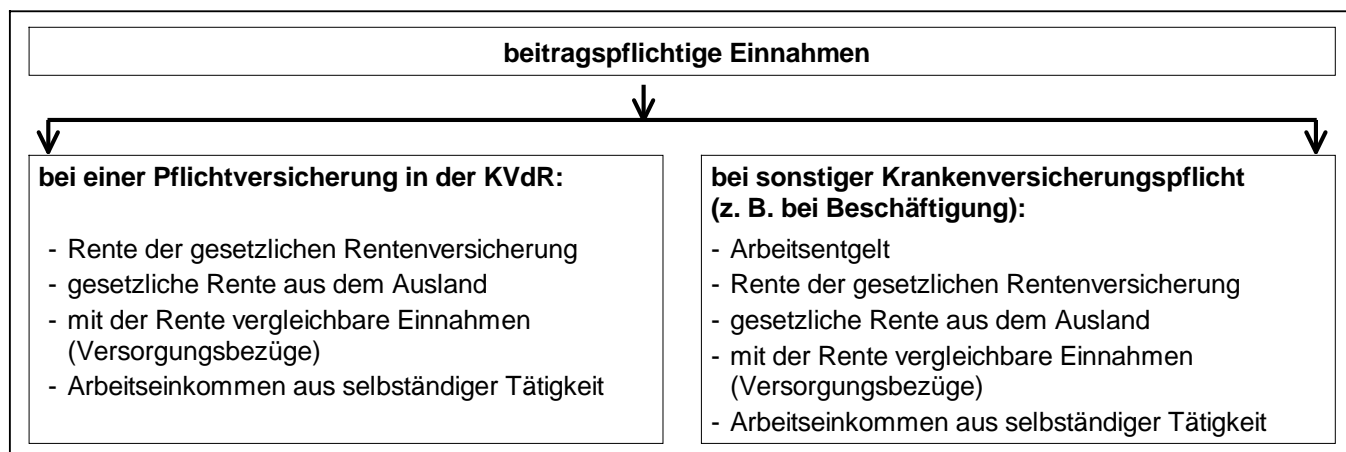 beitragspflichtige Einnahmen
bei einer Pflichtversicherung in der KVdR:
- Rente der gesetzlichen Rentenversicherung
- gesetzliche Rente aus dem Ausland
- mit der Rente vergleichbare Einnahmen
(Versorgungsbezüge)
- Arbeitseinkommen aus selbständiger Tätigkeit
bei sonstiger Krankenversicherungspflicht
(z. B. bei Beschäftigung):
- Arbeitsentgelt
- Rente der gesetzlichen Rentenversicherung
- gesetzliche Rente aus dem Ausland
- mit der Rente vergleichbare Einnahmen
(Versorgungsbezüge)
- Arbeitseinkommen aus selbständiger Tätigkeit